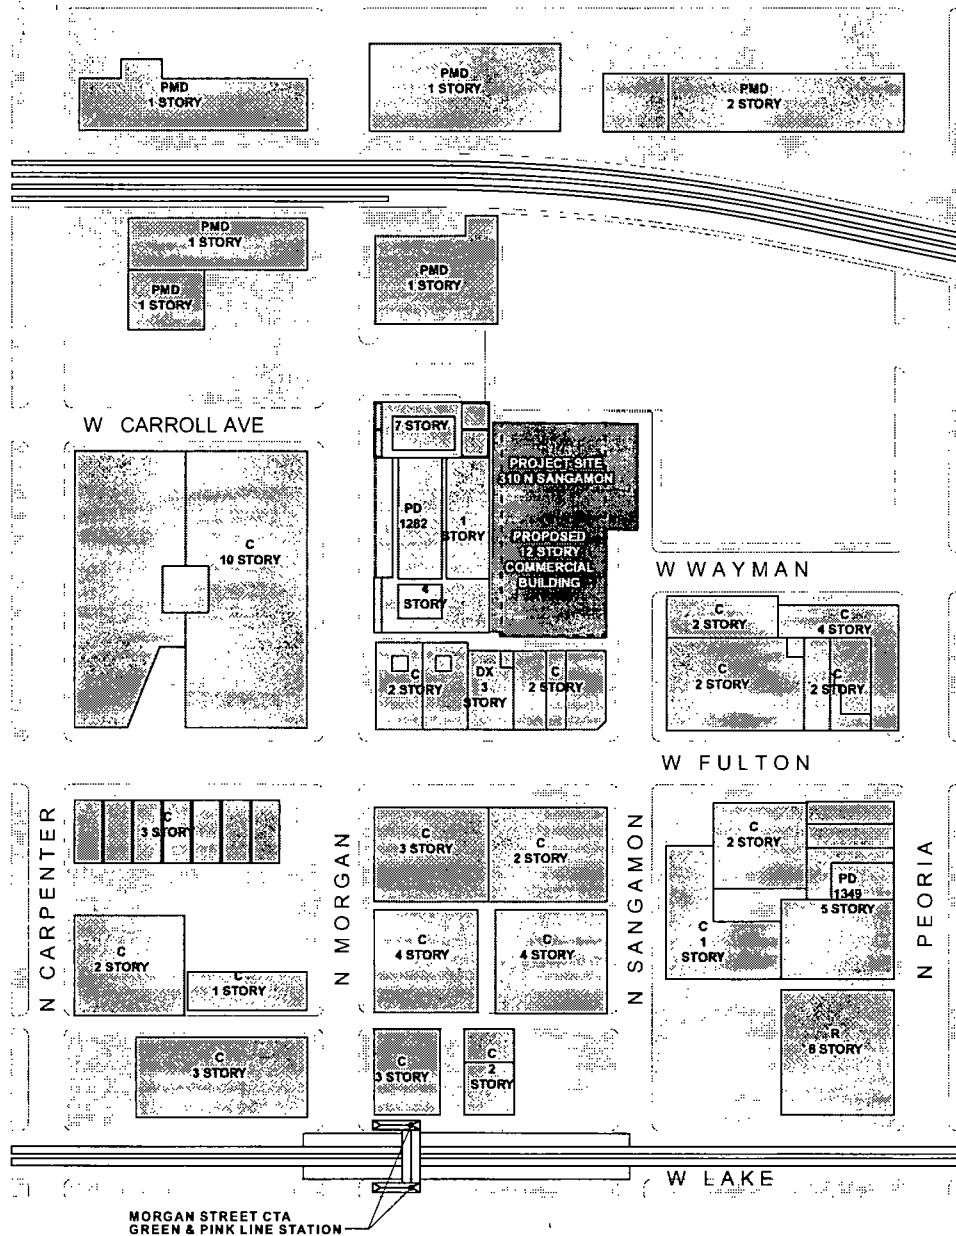 PMD
1 STORY
PMD
1 STORY
PMD
2 STORY
PMD
1 STORY
PMD
1 STORY
PMD
1 STORY
W CARROLL AVE
7 STORY
PROJECT SITE
310 N SANGAMON
PD
1282
1
STORY
C
10 STORY
PROPOSED
12 STORY
COMMERCIAL
BUILDING
4
STORY
W WAYMAN
C
2 STORY
C
4 STORY
C
2 STORY
DX
3
STORY
C
2 STORY
C
2 STORY
C
2 STORY
W FULTON
N CARPENTER
C
3 STORY
N MORGAN
C
3 STORY
C
2 STORY
N SANGAMON
C
2 STORY
PD
1349
5 STORY
N PEORIA
C
2 STORY
C
1 STORY
C
4 STORY
C
4 STORY
C
1
STORY
C
3 STORY
C
3 STORY
C
2
STORY
R
6 STORY
W LAKE
MORGAN STREET CTA
GREEN & PINK LINE STATION